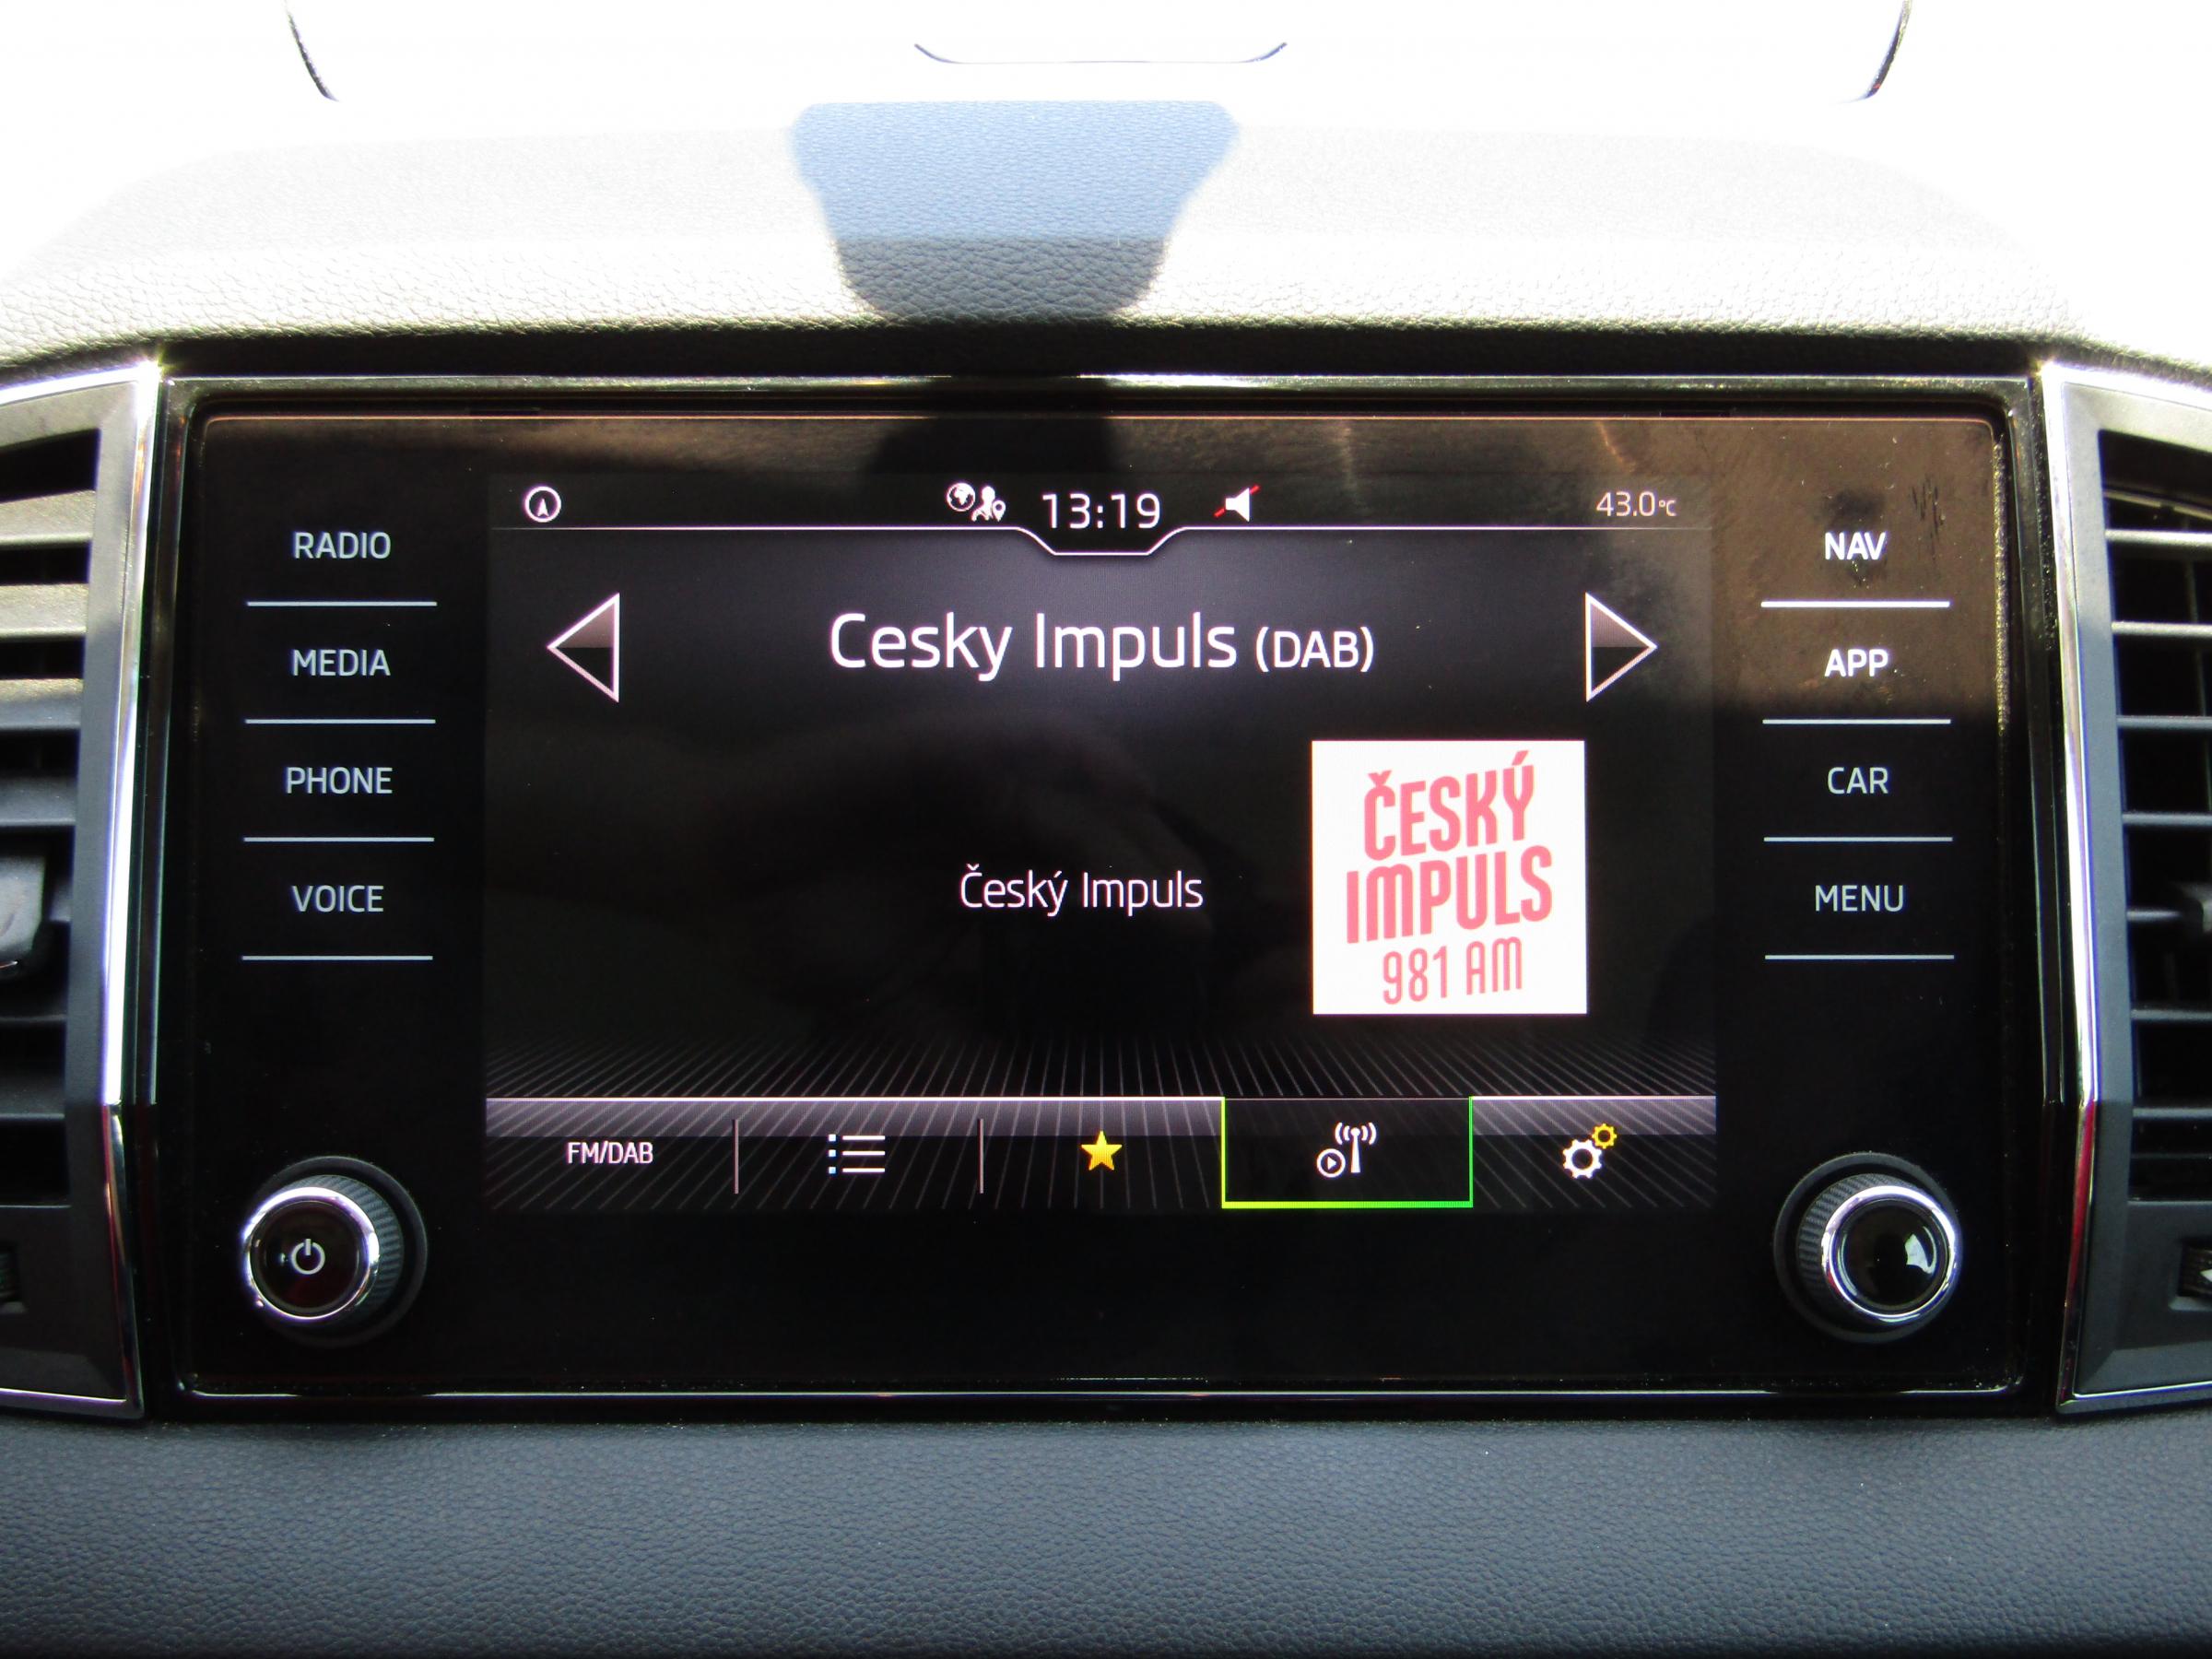 13:19
43.0°C
RADIO
MEDIA
PHONE
VOICE
Cesky Impuls (DAB)
Český Impuls
ČESKÝ
IMPULS
981 AM
FM/DAB
NAV
APP
CAR
MENU